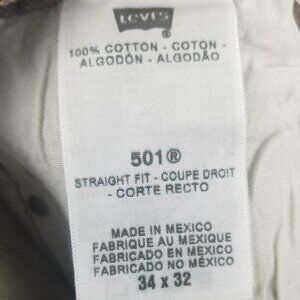 Levi's
100% COTTON - COTON -
ALGODÓN - ALGODÃO
501®
STRAIGHT FIT - COUPE DROIT
- CORTE RECTO
MADE IN MEXICO
FABRIQUE AU MEXIQUE
FABRICADO EN MEXICO
FABRICADO NO MÉXICO
34 x 32